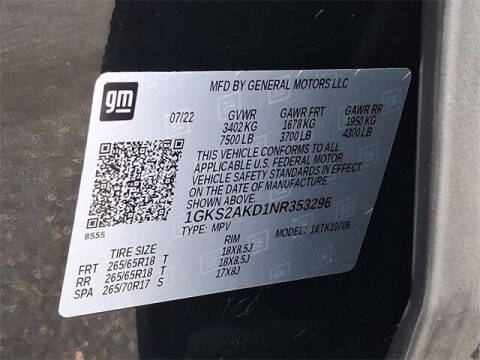 gm
MFD BY GENERAL MOTORS LLC
07/22 GVWR GAWR FRT GAWR RR
3402 KG 1678 KG 1950 KG
7500 LB 3700 LB 4300 LB
THIS VEHICLE CONFORMS TO ALL
APPLICABLE U.S. FEDERAL MOTOR
VEHICLE SAFETY STANDARDS IN
EFFECT ON THE DATE OF
MANUFACTURE SHOWN ABOVE.
1GKS2AKD1NR353296
8555 TYPE: MPV MODEL: 16TK10706
TIRE SIZE RIM
FRT 265/65R18 T 18X8.5J
RR 265/65R18 T 18X8.5J
SPA 265/70R17 S 17X8J